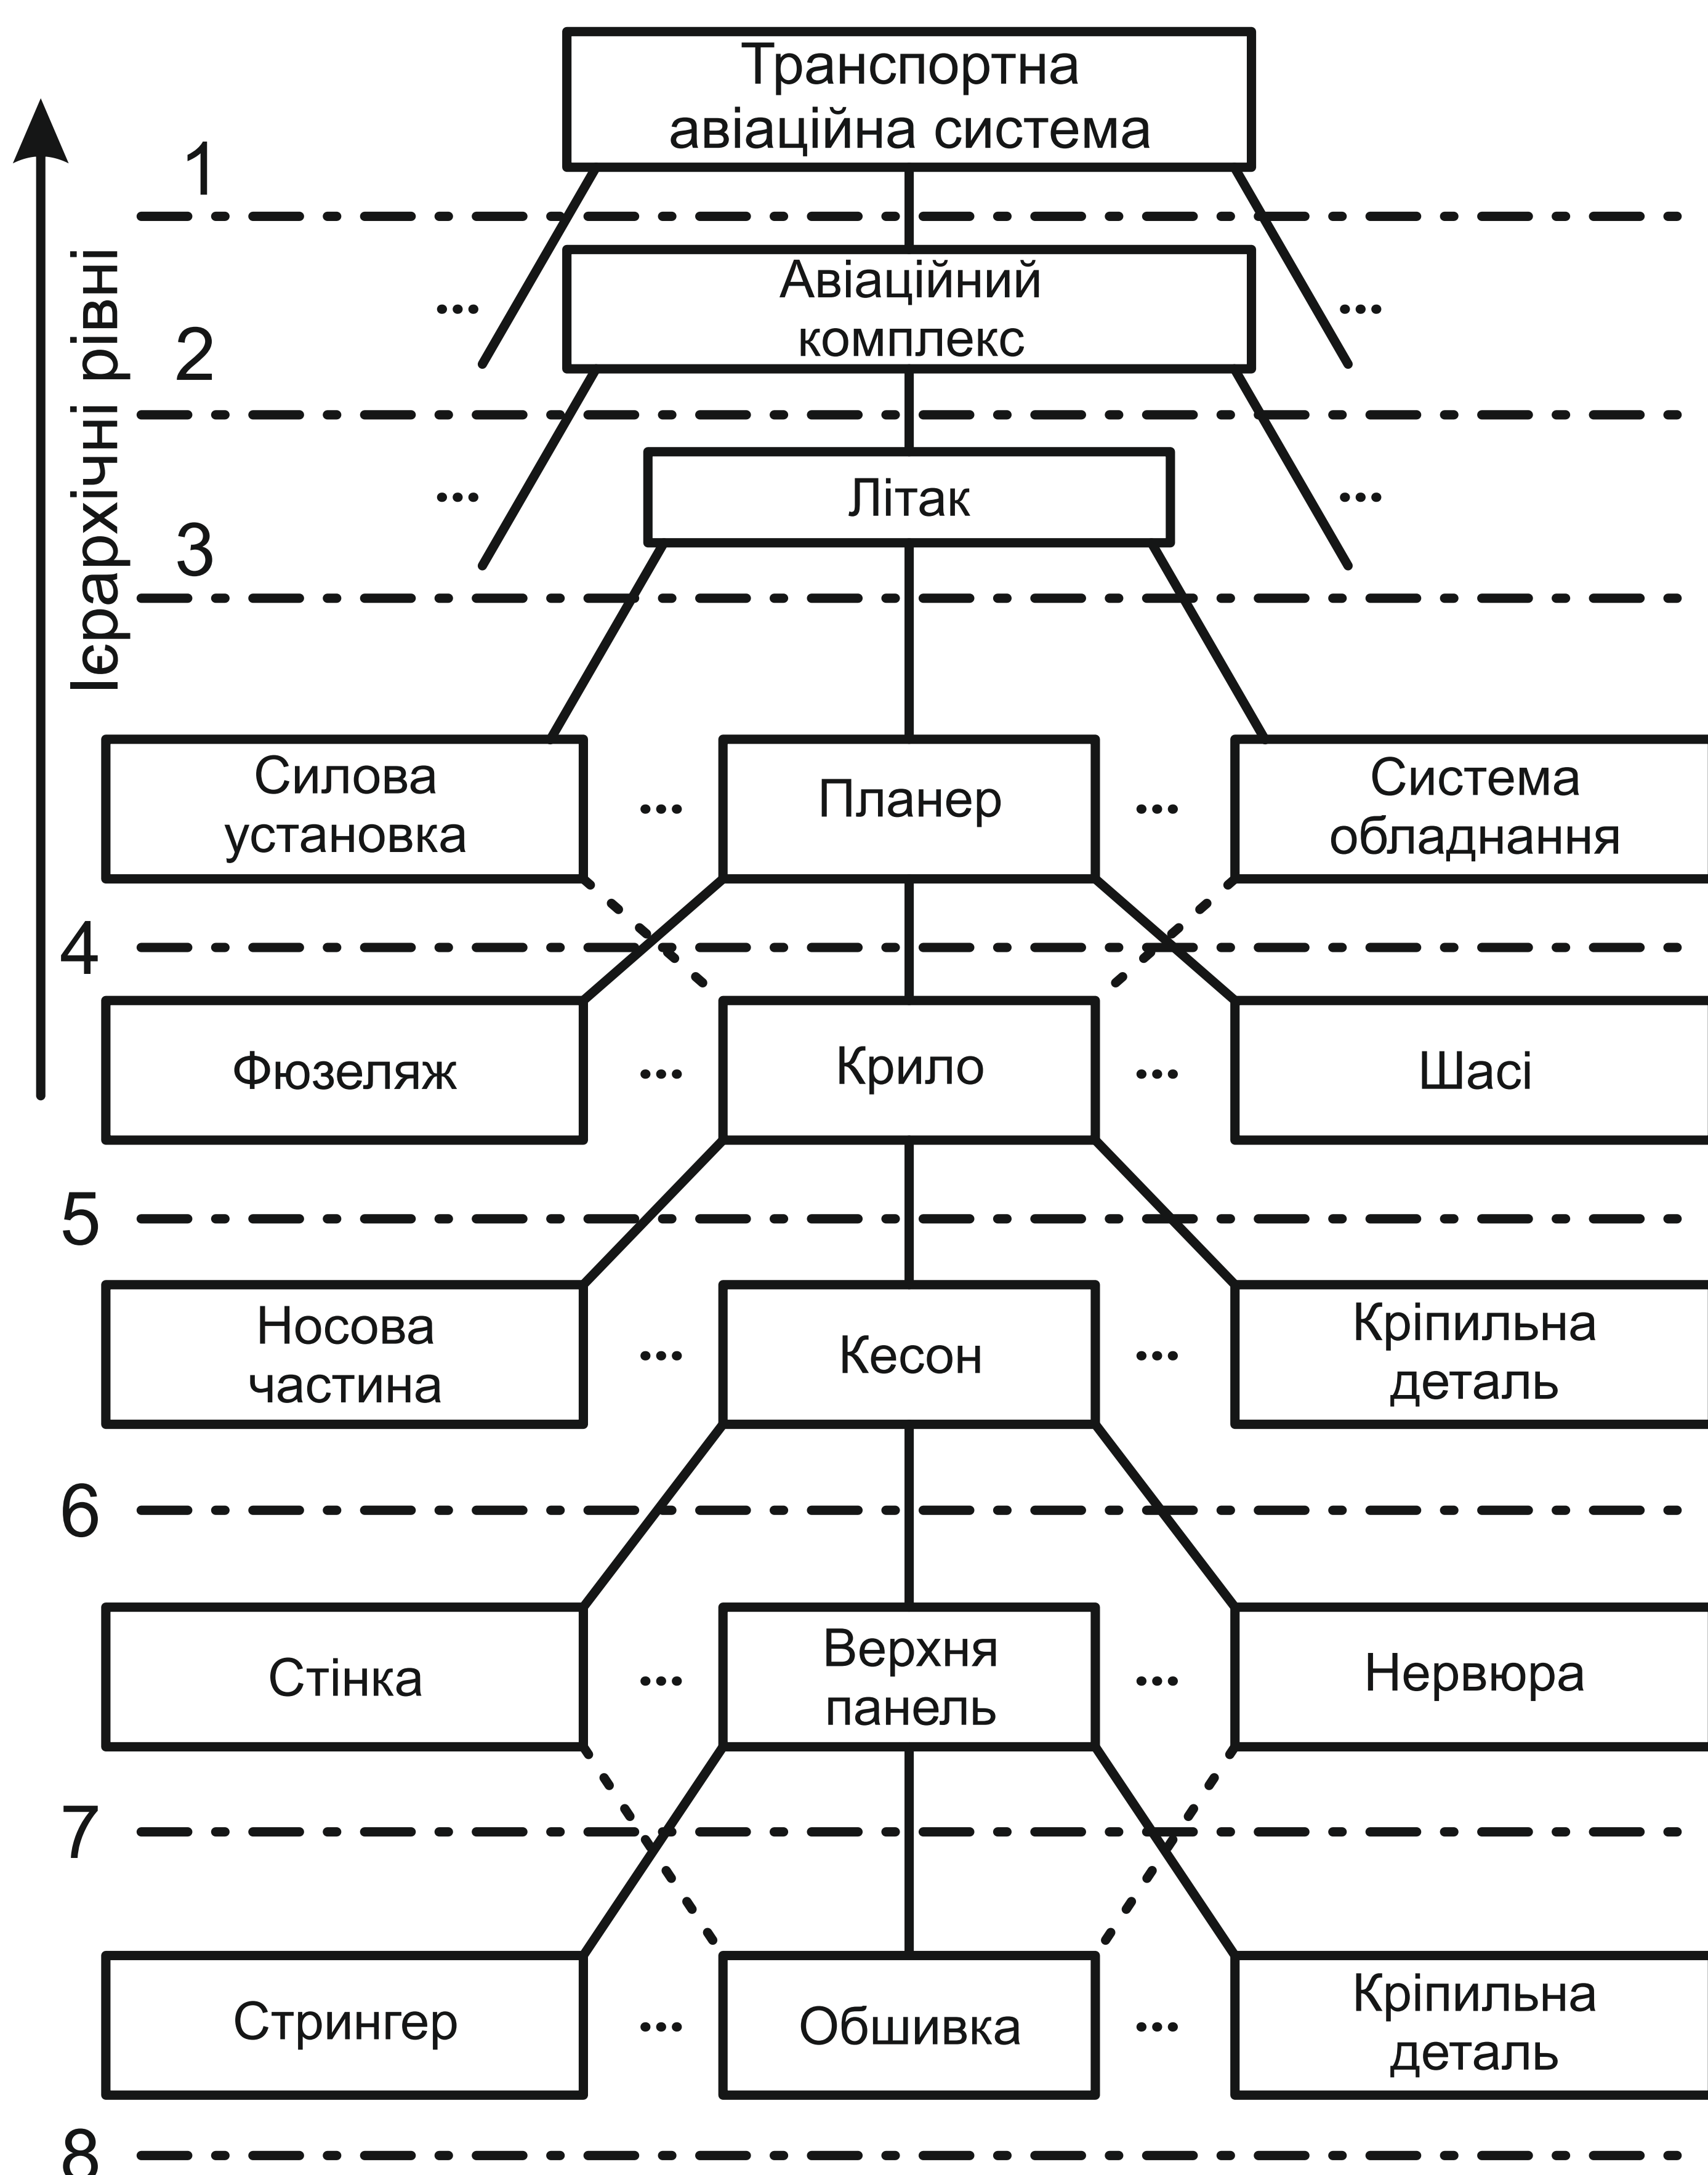 Транспортна
авіаційна система
1
Ієрархічні рівні
Авіаційний
комплекс
...
...
2
Літак
...
...
3
Силова
установка
...
Планер
...
Система
обладнання
4
Фюзеляж
...
Крило
...
Шасі
5
Носова
частина
...
Кесон
...
Кріпильна
деталь
6
Стінка
...
Верхня
панель
...
Нервюра
7
Стрингер
...
Обшивка
...
Кріпильна
деталь
8